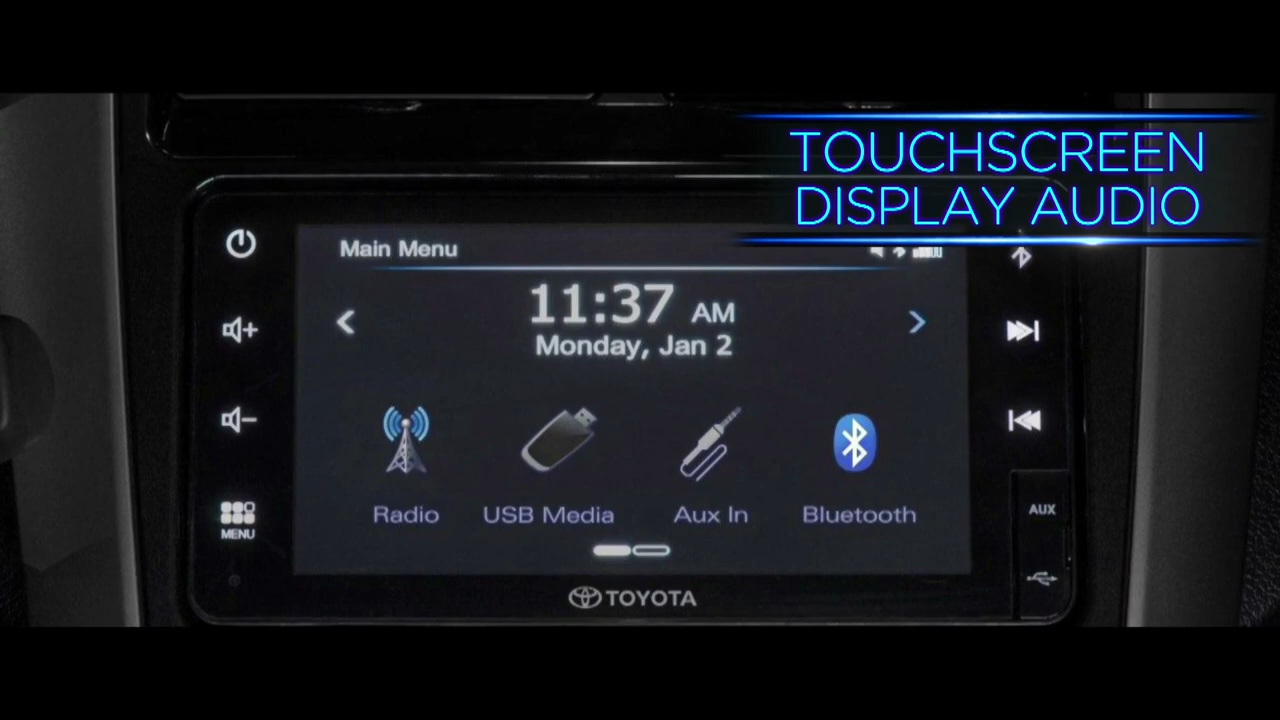 TOUCHSCREEN
DISPLAY AUDIO
Main Menu
11:37 AM
Monday, Jan 2
Radio
USB Media
Aux In
Bluetooth
MENU
AUX
TOYOTA